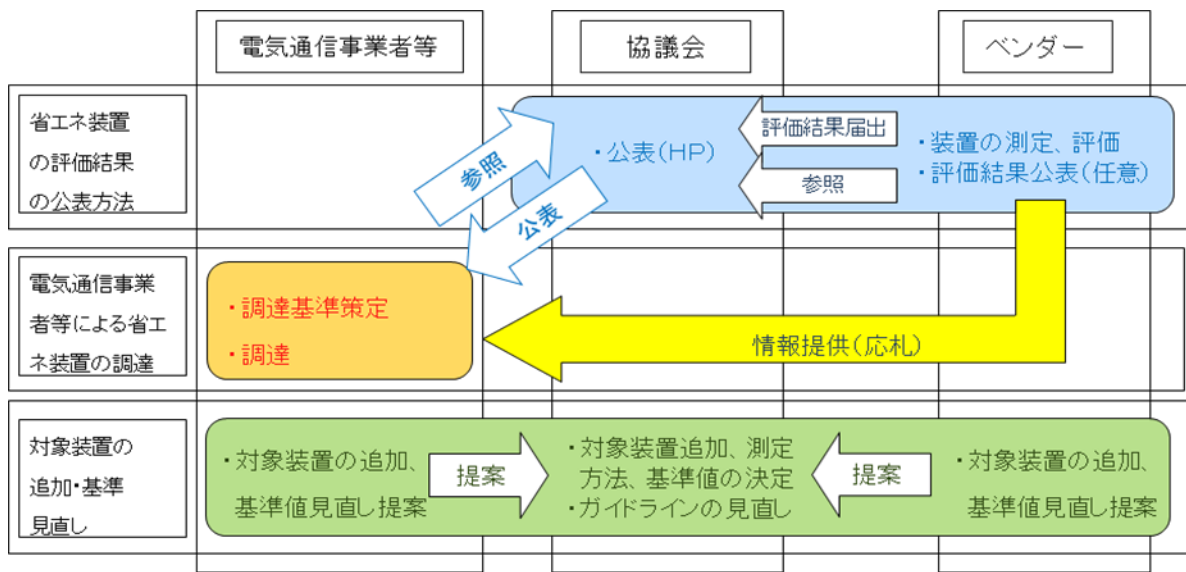 電気通信事業者等
協議会
ベンダー
省エネ装置
の評価結果
の公表方法
参照
公表
・公表(HP)
評価結果届出
参照
・装置の測定、評価
・評価結果公表(任意)
電気通信事業
者等による省エ
ネ装置の調達
・調達基準策定
・調達
情報提供(応札)
対象装置の
追加・基準
見直し
・対象装置の追加、
基準値見直し提案
提案
・対象装置追加、測定
方法、基準値の決定
・ガイドラインの見直し
提案
・対象装置の追加、
基準値見直し提案